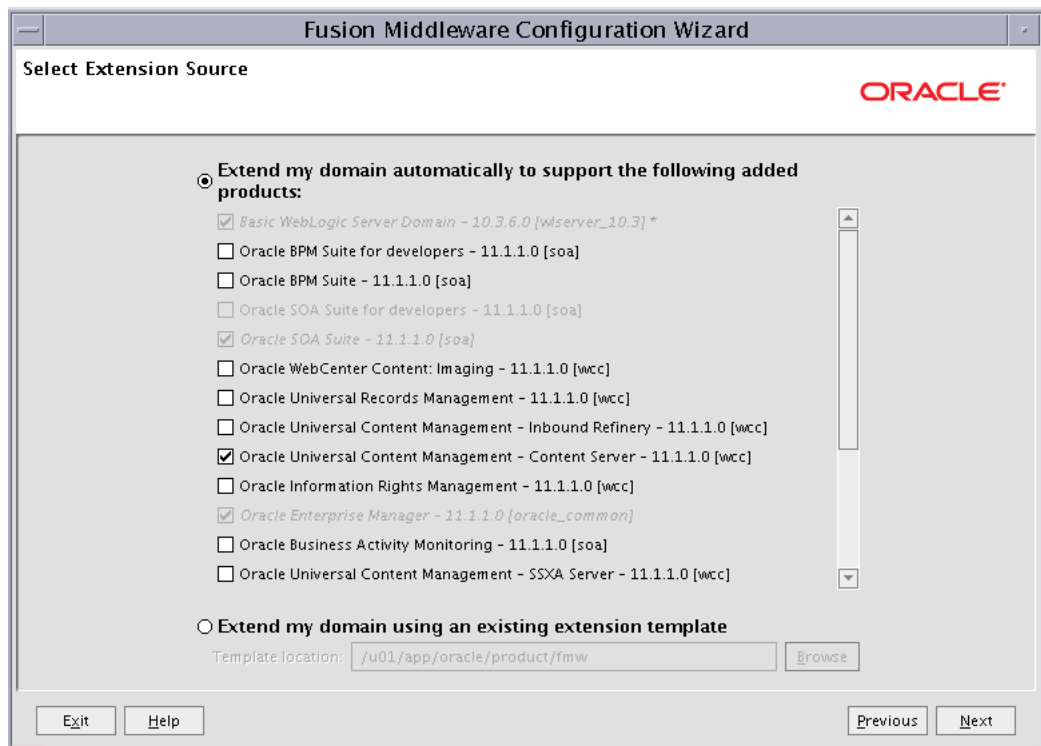 Fusion Middleware Configuration Wizard
Select Extension Source
ORACLE
Extend my domain automatically to support the following added
products:
Basic WebLogic Server Domain - 10.3.6.0 [wlserver_10.3] *
Oracle BPM Suite for developers - 11.1.1.0 [soa]
Oracle BPM Suite - 11.1.1.0 [soa]
Oracle SOA Suite for developers - 11.1.1.0 [soa]
Oracle SOA Suite - 11.1.1.0 [soa]
Oracle WebCenter Content: Imaging - 11.1.1.0 [wcc]
Oracle Universal Records Management - 11.1.1.0 [wcc]
Oracle Universal Content Management - Inbound Refinery - 11.1.1.0 [wcc]
Oracle Universal Content Management - Content Server - 11.1.1.0 [wcc]
Oracle Information Rights Management - 11.1.1.0 [wcc]
Oracle Enterprise Manager - 11.1.1.0 [oracle_common]
Oracle Business Activity Monitoring - 11.1.1.0 [soa]
Oracle Universal Content Management - SSXA Server - 11.1.1.0 [wcc]
Extend my domain using an existing extension template
Template location: /u01/app/oracle/product/fmw Browse
Exit Help Previous Next